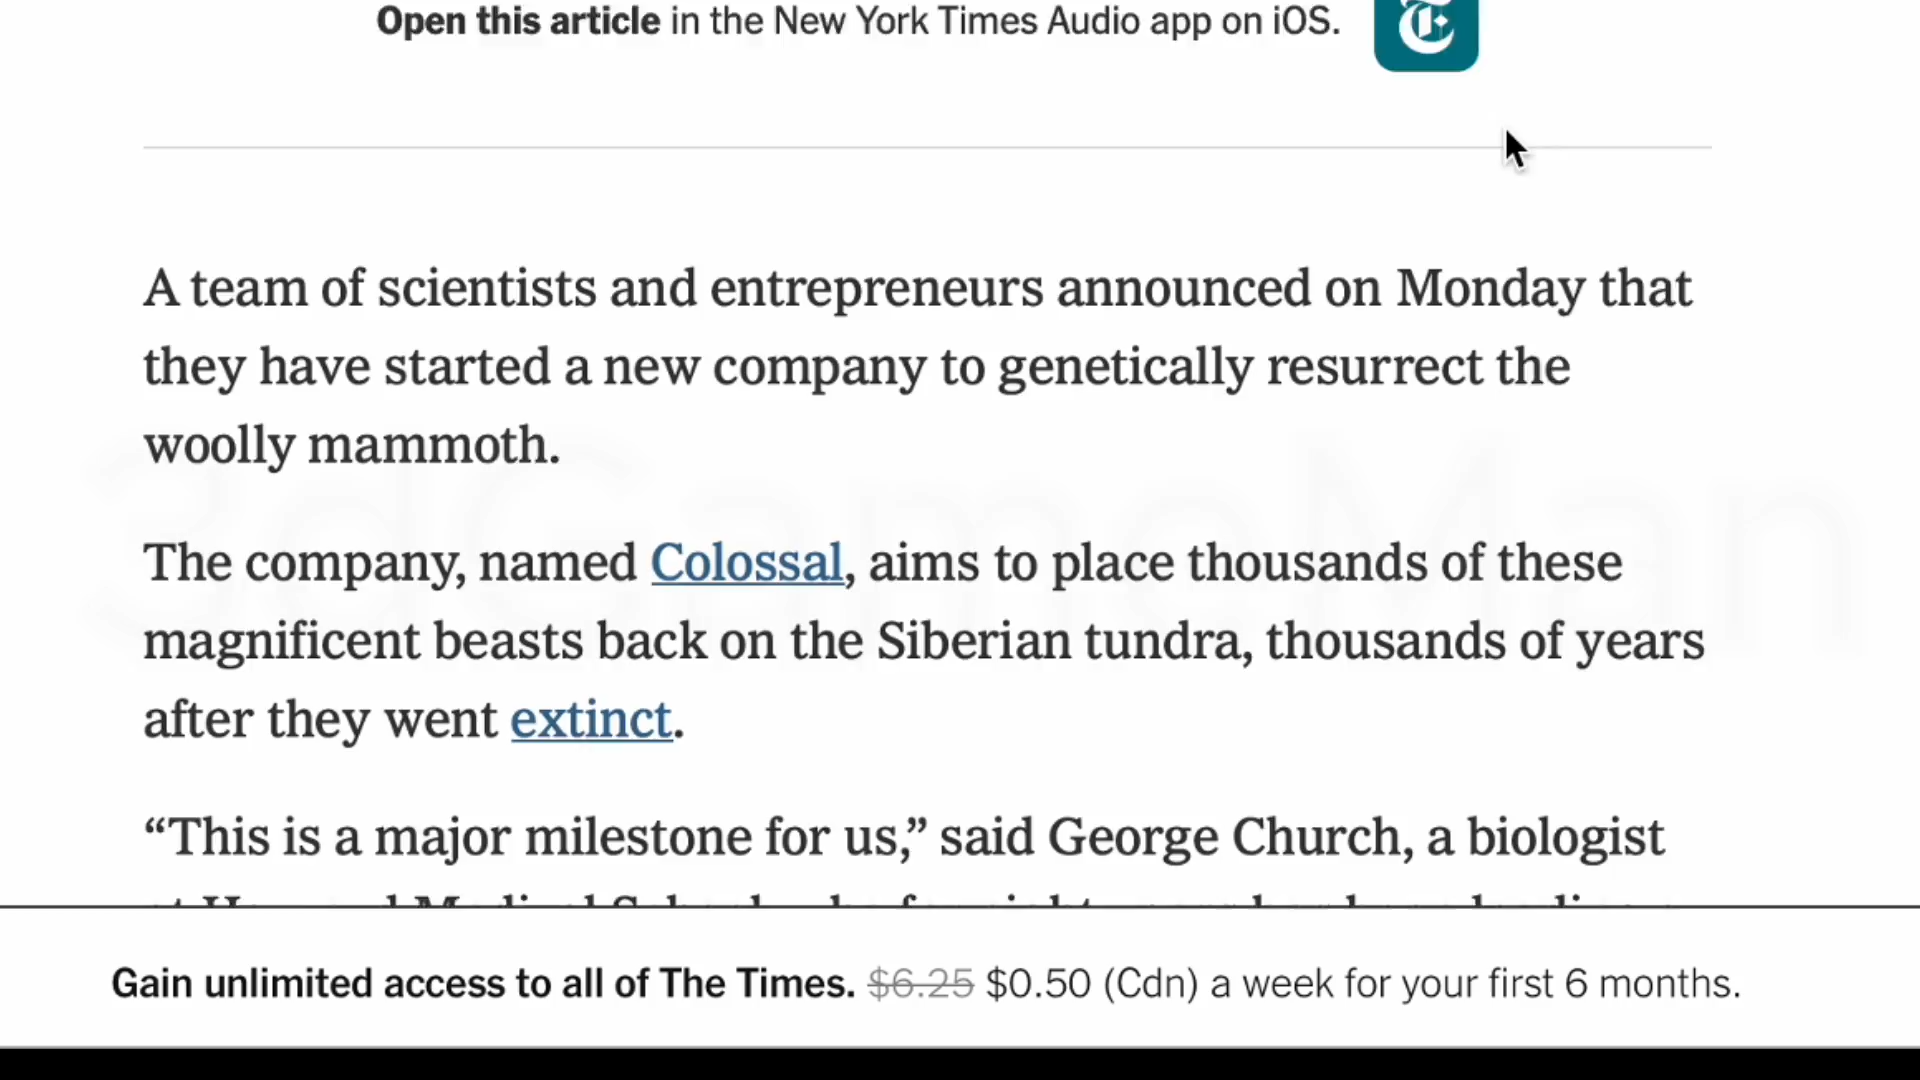 Open this article in the New York Times Audio app on iOS.
A team of scientists and entrepreneurs announced on Monday that
they have started a new company to genetically resurrect the
woolly mammoth.
The company, named Colossal, aims to place thousands of these
magnificent beasts back on the Siberian tundra, thousands of years
after they went extinct.
“This is a major milestone for us,” said George Church, a biologist
Gain unlimited access to all of The Times. $6.25 $0.50 (Cdn) a week for your first 6 months.
3dGameMan